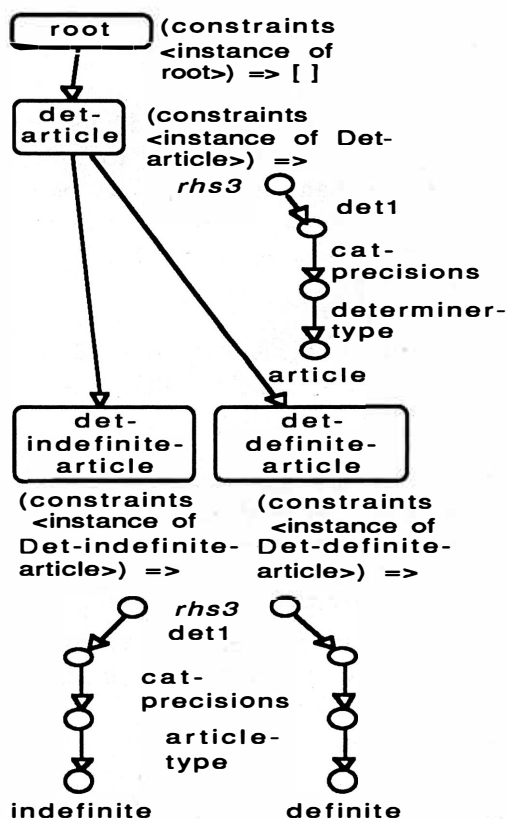 root
(constraints
<instance of
root>) => [ ]
det-
article
(constraints
<instance of Det-
article>) =>
rhs3
det1
cat-
precisions
determiner-
type
article
det-
indefinite-
article
det-
definite-
article
(constraints
<instance of
Det-indefinite-
article>) =>
(constraints
<instance of
Det-definite-
article>) =>
rhs3
det1
cat-
precisions
article-
type
indefinite
definite